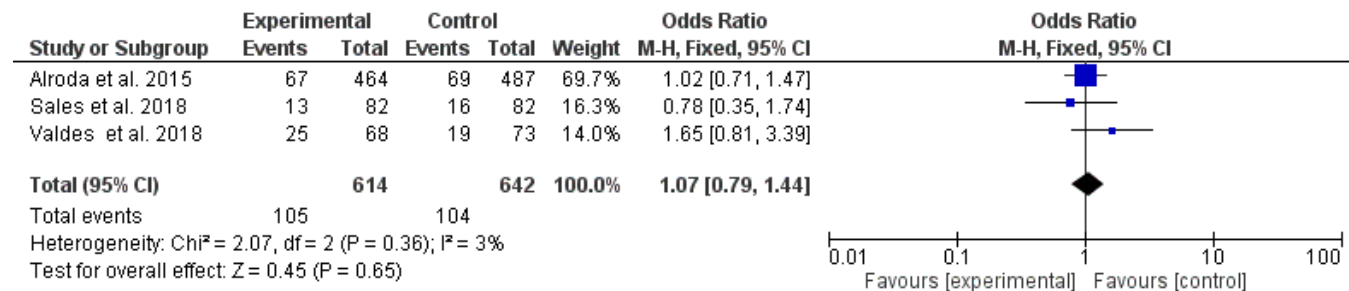 Experimental Control Odds Ratio Odds Ratio
Study or Subgroup Events Total Events Total Weight M-H, Fixed, 95% CI M-H, Fixed, 95% CI
Alroda et al. 2015 67 464 69 487 69.7% 1.02 [0.71, 1.47]
Sales et al. 2018 13 82 16 82 16.3% 0.78 [0.35, 1.74]
Valdes et al. 2018 25 68 19 73 14.0% 1.65 [0.81, 3.39]
Total (95% CI) 614 642 100.0% 1.07 [0.79, 1.44]
Total events 105 104
Heterogeneity: Chi² = 2.07, df = 2 (P = 0.36); I² = 3%
Test for overall effect: Z = 0.45 (P = 0.65)
0.01 0.1 1 10 100
Favours [experimental] Favours [control]